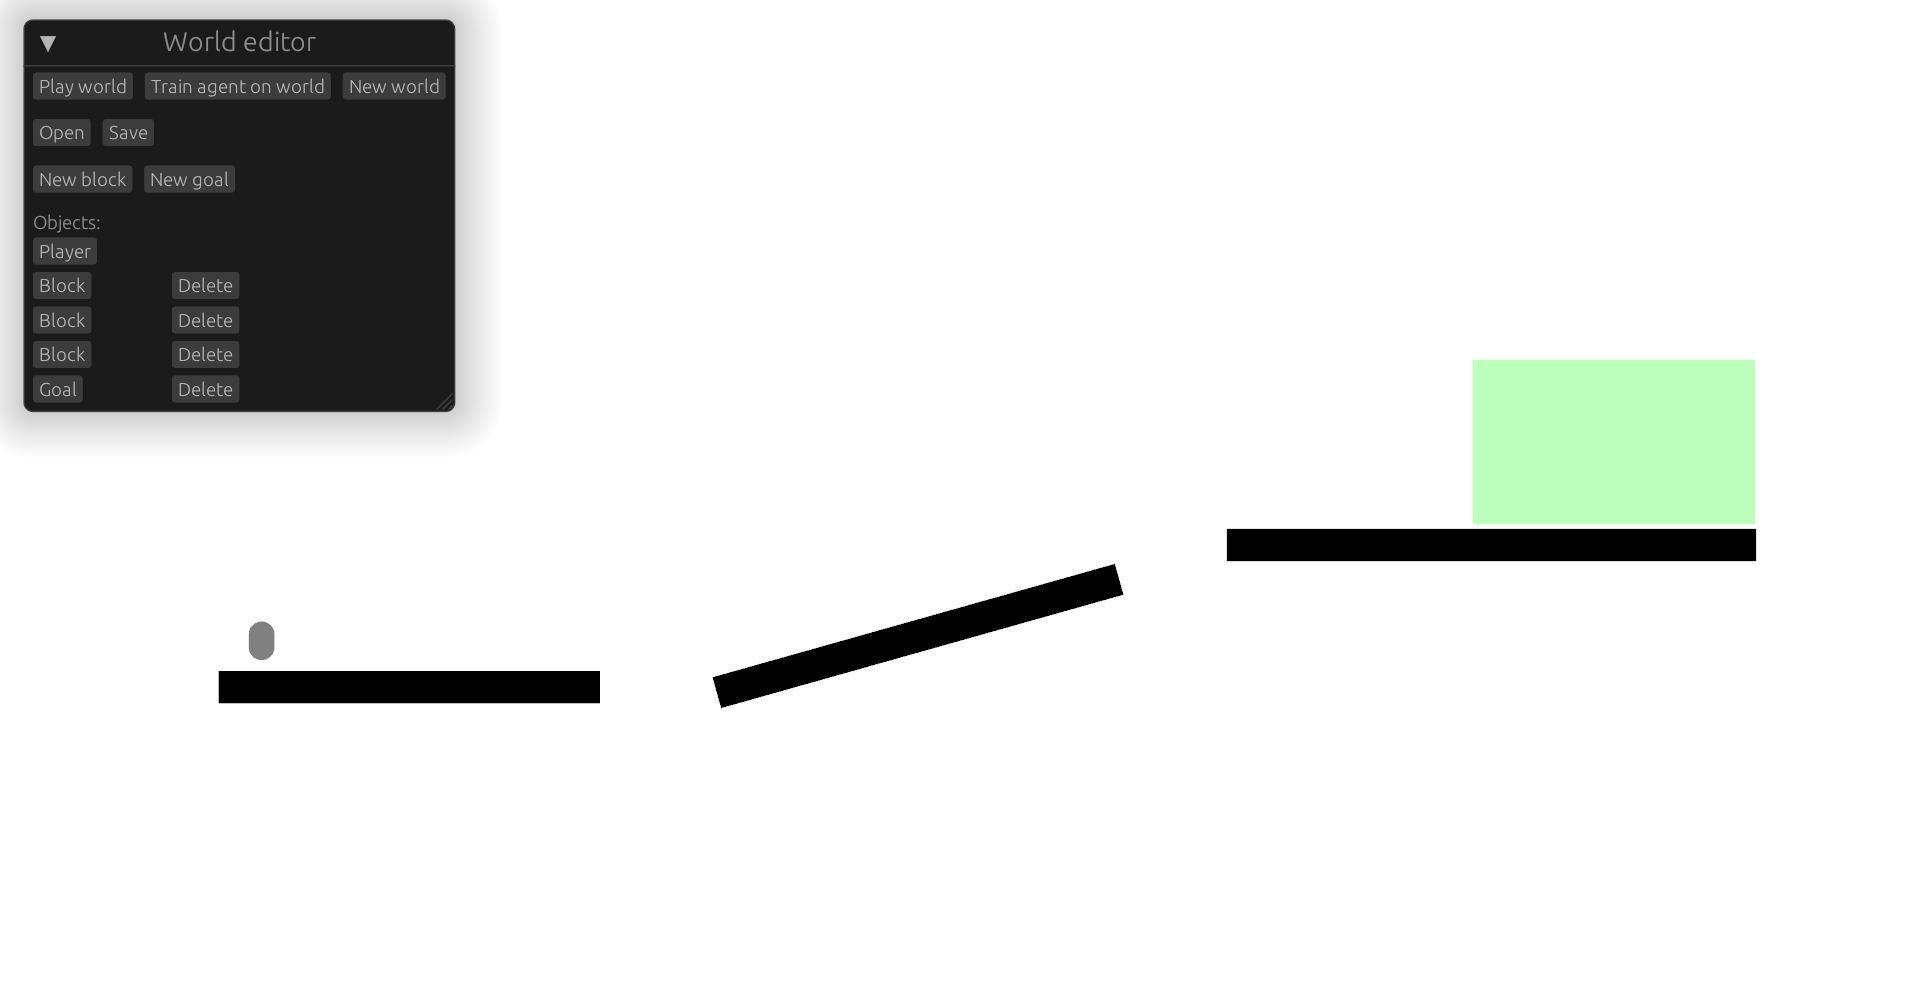 World editor
Play world Train agent on world New world
Open Save
New block New goal
Objects:
Player
Block Delete
Block Delete
Block Delete
Goal Delete